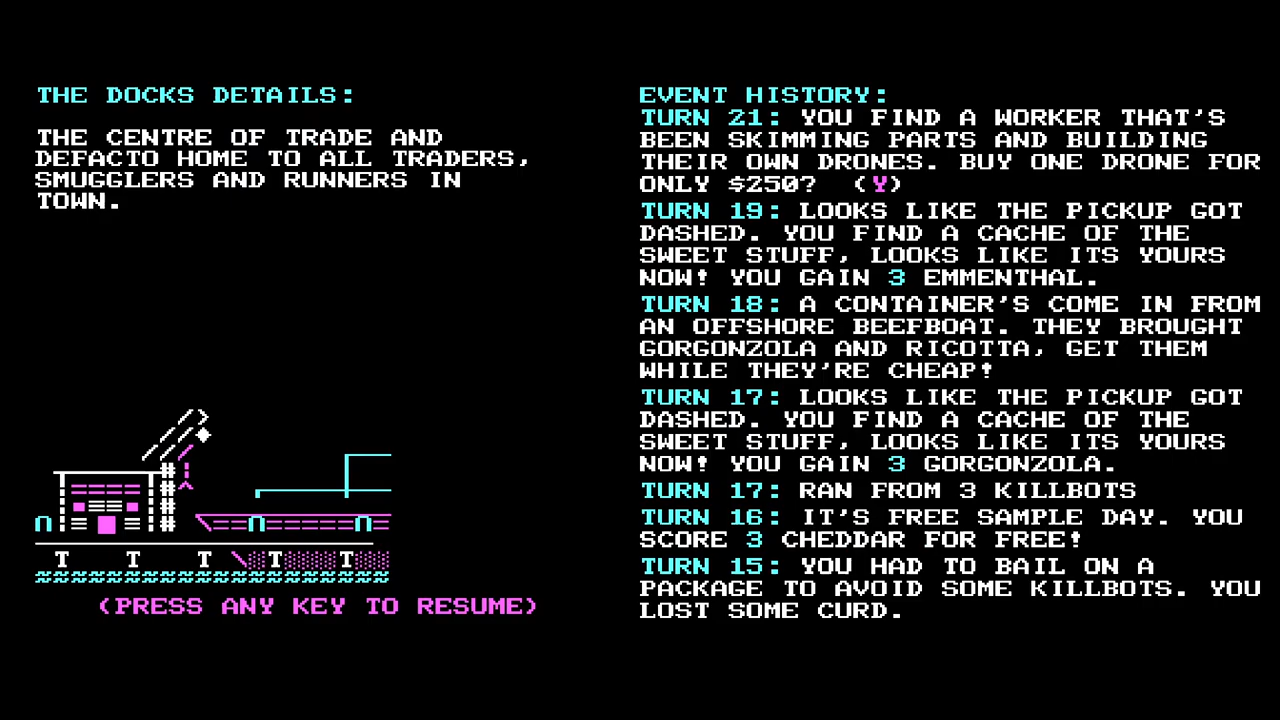 THE DOCKS DETAILS:
THE CENTRE OF TRADE AND
DEFACTO HOME TO ALL TRADERS,
SMUGGLERS AND RUNNERS IN
TOWN.
(PRESS ANY KEY TO RESUME)
EVENT HISTORY:
TURN 21: YOU FIND A WORKER THAT'S
BEEN SKIMMING PARTS AND BUILDING
THEIR OWN DRONES. BUY ONE DRONE FOR
ONLY $250? (Y)
TURN 19: LOOKS LIKE THE PICKUP GOT
DASHED. YOU FIND A CACHE OF THE
SWEET STUFF, LOOKS LIKE ITS YOURS
NOW! YOU GAIN 3 EMMENTHAL.
TURN 18: A CONTAINER'S COME IN FROM
AN OFFSHORE BEEFBOAT. THEY BROUGHT
GORGONZOLA AND RICOTTA, GET THEM
WHILE THEY'RE CHEAP!
TURN 17: LOOKS LIKE THE PICKUP GOT
DASHED. YOU FIND A CACHE OF THE
SWEET STUFF, LOOKS LIKE ITS YOURS
NOW! YOU GAIN 3 GORGONZOLA.
TURN 17: RAN FROM 3 KILLBOTS
TURN 16: IT'S FREE SAMPLE DAY. YOU
SCORE 3 CHEDDAR FOR FREE!
TURN 15: YOU HAD TO BAIL ON A
PACKAGE TO AVOID SOME KILLBOTS. YOU
LOST SOME CURD.